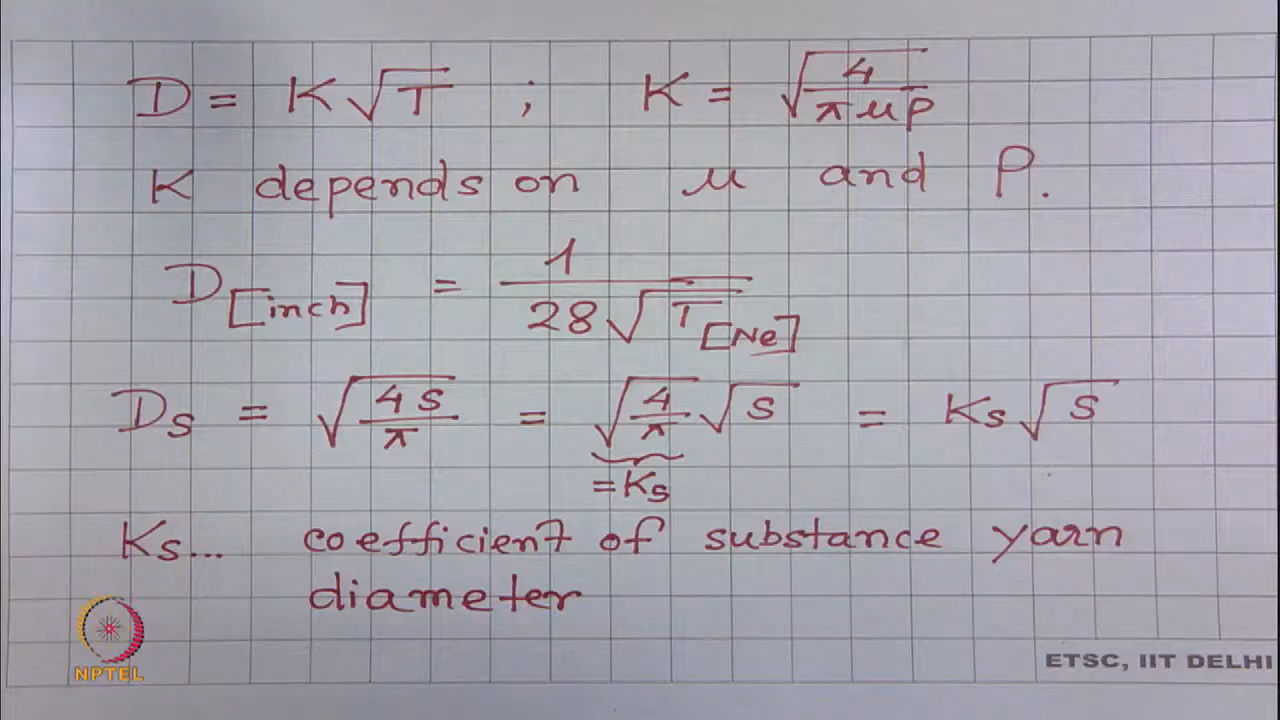 D = K√T ; K = √(4/πμρ)
K depends on μ and ρ.
D[inch] = 1/(28√T[Ne])
Ds = √(4s/π) = √(4/π) √s = Ks √s
= Ks
Ks... coefficient of substance yarn
diameter
NPTEL
ETSC, IIT DELHI